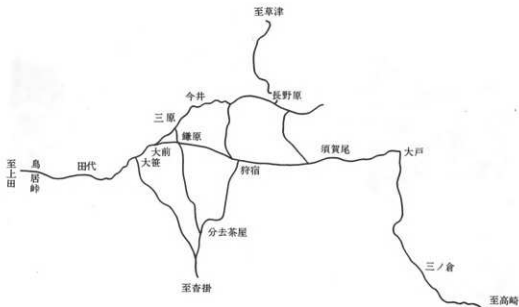 至草津
今井
長野原
三原
鎌原
大前
大笹
須賀尾
大戸
狩宿
田代
鳥居峠
至上田
分去茶屋
至沓掛
三ノ倉
至高崎